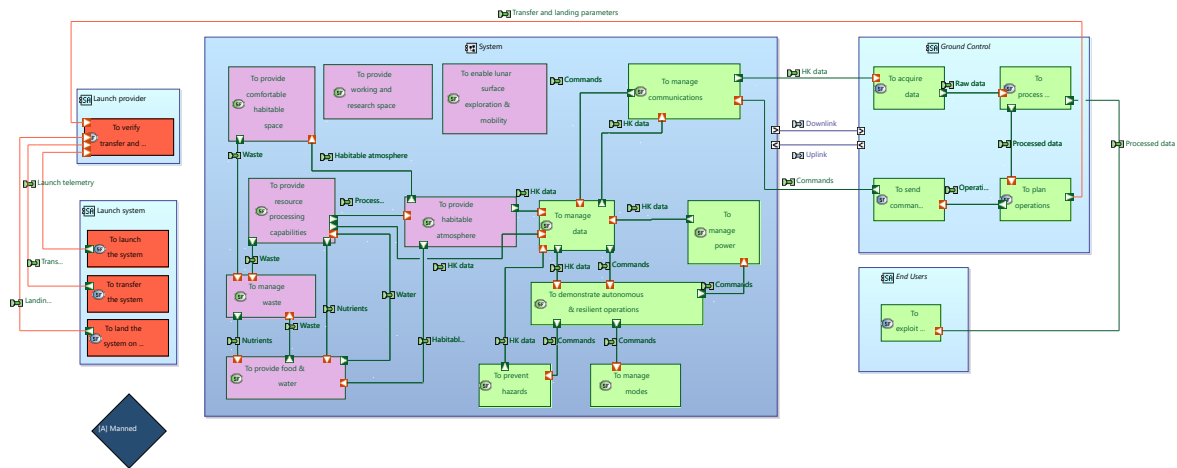 Transfer and landing parameters
System
Ground Control
Launch provider
To verify
transfer and ...
Launch telemetry
Launch system
To launch
the system
Trans...
To transfer
the system
Landin...
To land the
system on ...
[A] Manned
To provide
comfortable
habitable
space
To provide
working and
research space
To enable lunar
surface
exploration &
mobility
Commands
To manage
communications
HK data
HK data
Waste
Habitable atmosphere
To provide
resource
processing
capabilities
Process...
To provide
habitable
atmosphere
HK data
To manage
data
HK data
To
manage
power
Waste
HK data
HK data
Commands
To manage
waste
Nutrients
Water
Commands
To demonstrate autonomous
& resilient operations
Waste
Nutrients
Habitabl...
HK data
Commands
Commands
To provide food &
water
To prevent
hazards
To manage
modes
Downlink
Uplink
Commands
To acquire
data
Raw data
To
process ...
Processed data
Processed data
To send
comman...
Operati...
To plan
operations
End Users
To
exploit ...